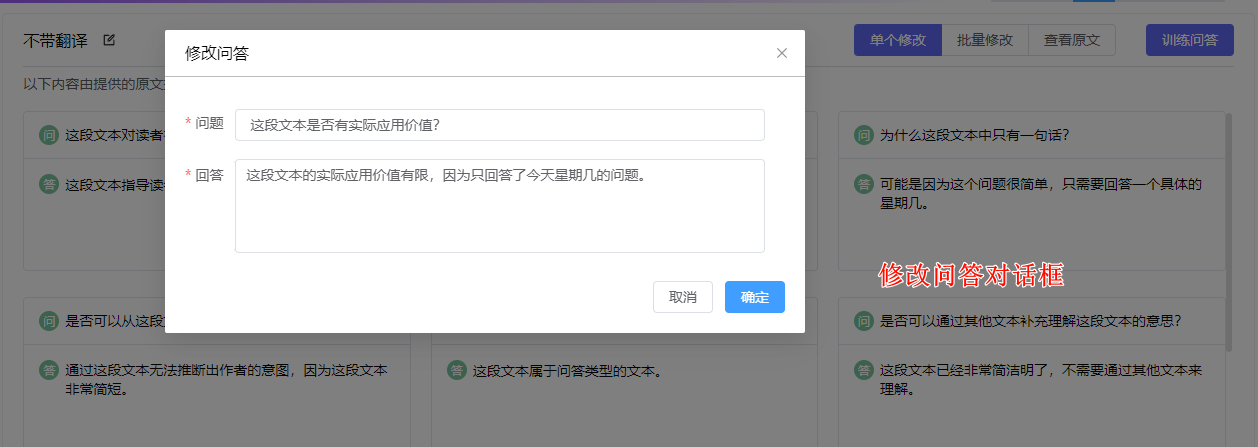 不带翻译
单个修改
批量修改
查看原文
训练问答
以下内容由提供的原文
修改问答
* 问题
这段文本是否有实际应用价值?
* 回答
这段文本的实际应用价值有限，因为只回答了今天星期几的问题。
取消
确定
问 这段文本对读者
答 这段文本指导读
问 为什么这段文本中只有一句话?
答 可能是因为这个问题很简单，只需要回答一个具体的
星期几。
修改问答对话框
问 是否可以从这段
答 通过这段文本无法推断出作者的意图，因为这段文本
非常简短。
答 这段文本属于问答类型的文本。
问 是否可以通过其他文本补充理解这段文本的意思?
答 这段文本已经非常简洁明了，不需要通过其他文本来
理解。